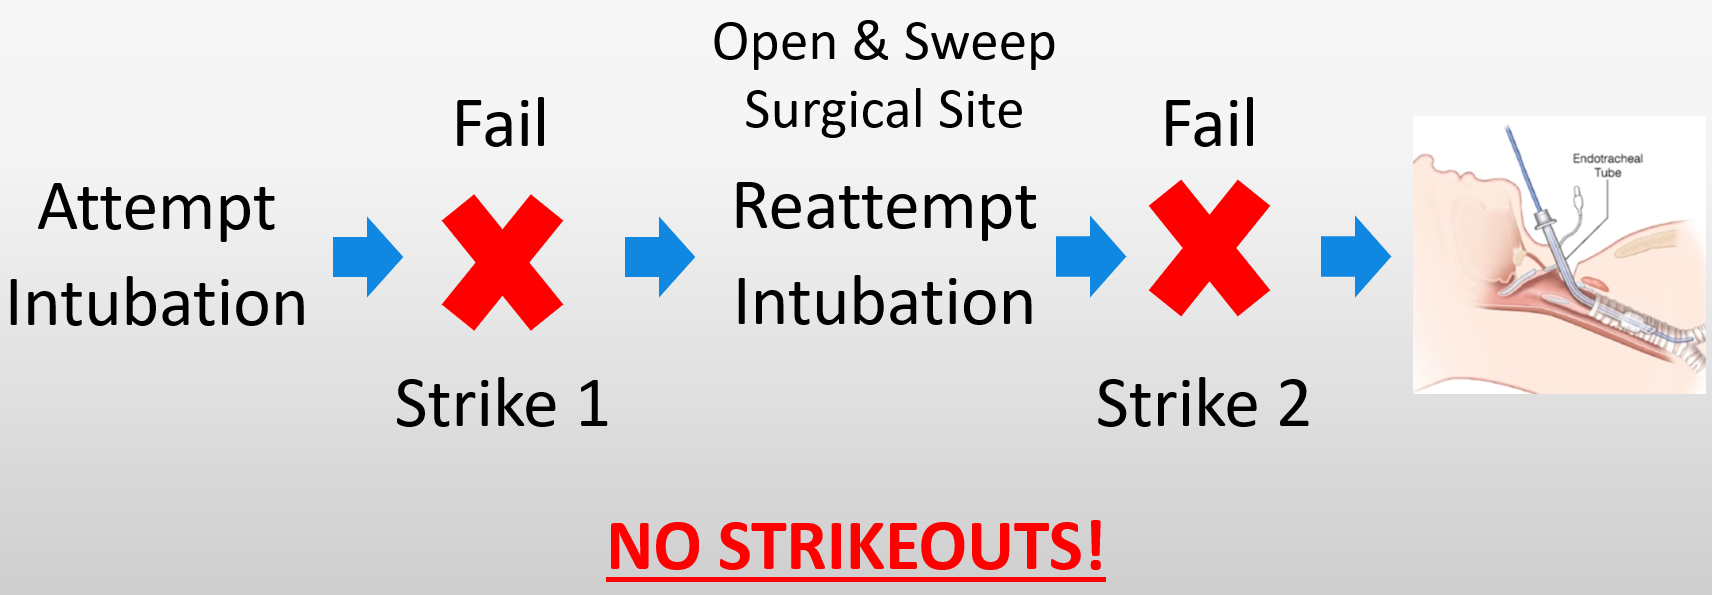 Attempt
Intubation
Fail
Strike 1
Open & Sweep
Surgical Site
Reattempt
Intubation
Fail
Strike 2
Endotracheal
Tube
NO STRIKEOUTS!